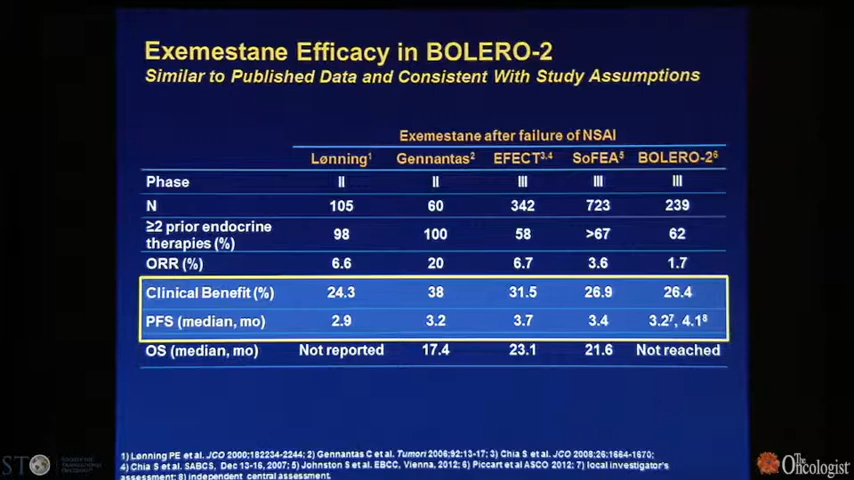 Exemestane Efficacy in BOLERO-2
Similar to Published Data and Consistent With Study Assumptions
Exemestane after failure of NSAI
Lønning1 Gennantas2 EFECT3,4 SoFEA5 BOLERO-26
Phase II II III III III
N 105 60 342 723 239
≥2 prior endocrine
therapies (%) 98 100 58 >67 62
ORR (%) 6.6 20 6.7 3.6 1.7
Clinical Benefit (%) 24.3 38 31.5 26.9 26.4
PFS (median, mo) 2.9 3.2 3.7 3.4 3.27, 4.18
OS (median, mo) Not reported 17.4 23.1 21.6 Not reached
1) Lønning PE et al. JCO 2000;182234-2244; 2) Gennantas C et al. Tumori 2006;92:13-17; 3) Chia S et al. JCO 2008;26:1664-1670;
4) Chia S et al. SABCS, Dec 13-16, 2007; 5) Johnston S et al. EBCC, Vienna, 2012; 6) Piccart et al ASCO 2012; 7) local investigator's
assessment; 8) independent central assessment.
STO
The
Oncologist